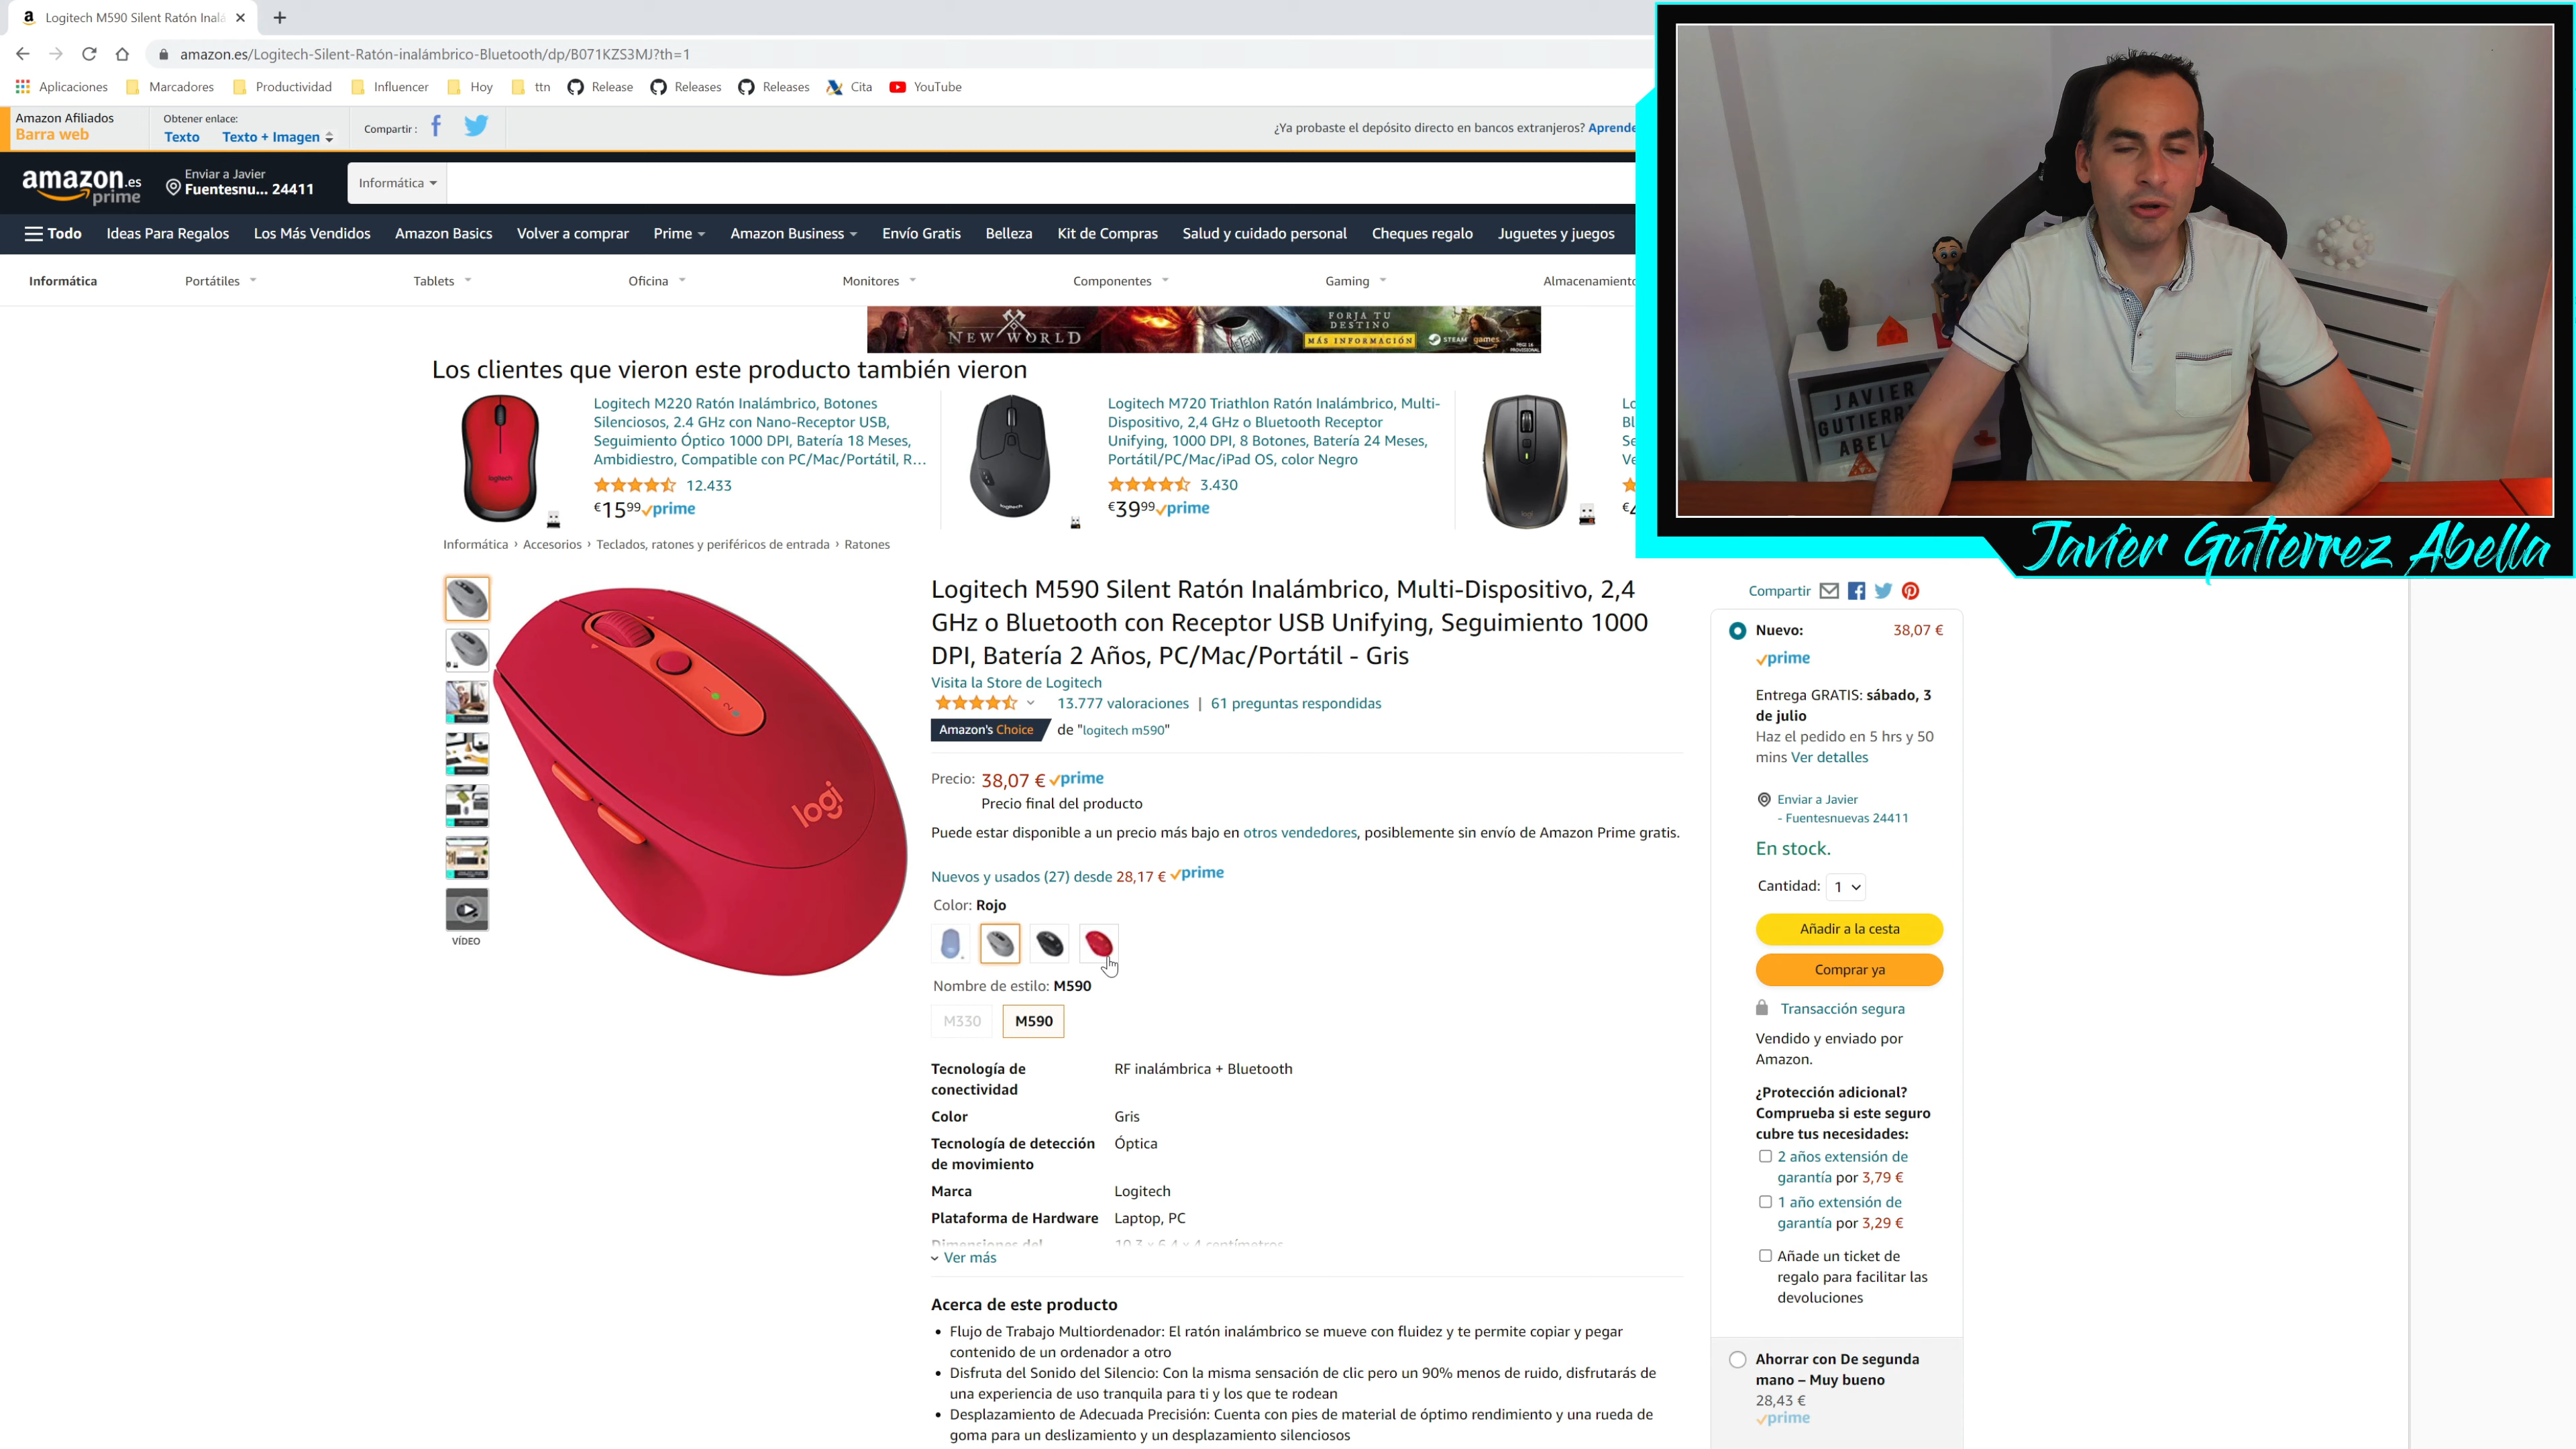 Logitech M590 Silent Ratón Inalá
amazon.es/Logitech-Silent-Ratón-inalámbrico-Bluetooth/dp/B071KZS3MJ?th=1
Aplicaciones Marcadores Productividad Influencer Hoy ttn Release Releases Releases Cita YouTube
Amazon Afiliados
Barra web
Obtener enlace:
Texto Texto + Imagen
Compartir :
¿Ya probaste el depósito directo en bancos extranjeros? Aprende
amazon.es
prime
Enviar a Javier
Fuentesnu... 24411
Informática
Todo Ideas Para Regalos Los Más Vendidos Amazon Basics Volver a comprar Prime Amazon Business Envío Gratis Belleza Kit de Compras Salud y cuidado personal Cheques regalo Juguetes y juegos
Informática Portátiles Tablets Oficina Monitores Componentes Gaming Almacenamiento
NEW WORLD
FORJA TU
DESTINO
MÁS INFORMACIÓN
STEAM games
Los clientes que vieron este producto también vieron
Logitech M220 Ratón Inalámbrico, Botones
Silenciosos, 2.4 GHz con Nano-Receptor USB,
Seguimiento Óptico 1000 DPI, Batería 18 Meses,
Ambidiestro, Compatible con PC/Mac/Portátil, R...
12.433
€1599 prime
Logitech M720 Triathlon Ratón Inalámbrico, Multi-
Dispositivo, 2,4 GHz o Bluetooth Receptor
Unifying, 1000 DPI, 8 Botones, Batería 24 Meses,
Portátil/PC/Mac/iPad OS, color Negro
3.430
€3999 prime
Lo
Bl
Se
Ve
€4
JAVIER
GUTIERR
ABEL
Javier Gutierrez Abella
Informática › Accesorios › Teclados, ratones y periféricos de entrada › Ratones
logi
VÍDEO
Logitech M590 Silent Ratón Inalámbrico, Multi-Dispositivo, 2,4
GHz o Bluetooth con Receptor USB Unifying, Seguimiento 1000
DPI, Batería 2 Años, PC/Mac/Portátil - Gris
Visita la Store de Logitech
13.777 valoraciones | 61 preguntas respondidas
Amazon's Choice de "logitech m590"
Precio: 38,07 € prime
Precio final del producto
Puede estar disponible a un precio más bajo en otros vendedores, posiblemente sin envío de Amazon Prime gratis.
Nuevos y usados (27) desde 28,17 € prime
Color: Rojo
Nombre de estilo: M590
M330 M590
Tecnología de
conectividad
RF inalámbrica + Bluetooth
Color Gris
Tecnología de detección
de movimiento
Óptica
Marca Logitech
Plataforma de Hardware Laptop, PC
Dimensiones del 10.3 x 6.4 x 4 centímetros
Ver más
Acerca de este producto
• Flujo de Trabajo Multiordenador: El ratón inalámbrico se mueve con fluidez y te permite copiar y pegar
contenido de un ordenador a otro
• Disfruta del Sonido del Silencio: Con la misma sensación de clic pero un 90% menos de ruido, disfrutarás de
una experiencia de uso tranquila para ti y los que te rodean
• Desplazamiento de Adecuada Precisión: Cuenta con pies de material de óptimo rendimiento y una rueda de
goma para un deslizamiento y un desplazamiento silenciosos
Compartir
Nuevo: 38,07 €
prime
Entrega GRATIS: sábado, 3
de julio
Haz el pedido en 5 hrs y 50
mins Ver detalles
Enviar a Javier
- Fuentesnuevas 24411
En stock.
Cantidad: 1
Añadir a la cesta
Comprar ya
Transacción segura
Vendido y enviado por
Amazon.
¿Protección adicional?
Comprueba si este seguro
cubre tus necesidades:
2 años extensión de
garantía por 3,79 €
1 año extensión de
garantía por 3,29 €
Añade un ticket de
regalo para facilitar las
devoluciones
Ahorrar con De segunda
mano – Muy bueno
28,43 €
prime